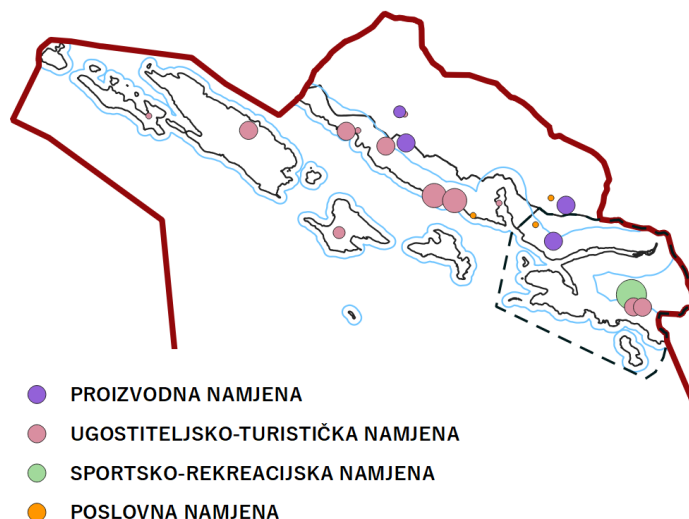 PROIZVODNA NAMJENA
UGOSTITELJSKO-TURISTIČKA NAMJENA
SPORTSKO-REKREACIJSKA NAMJENA
POSLOVNA NAMJENA